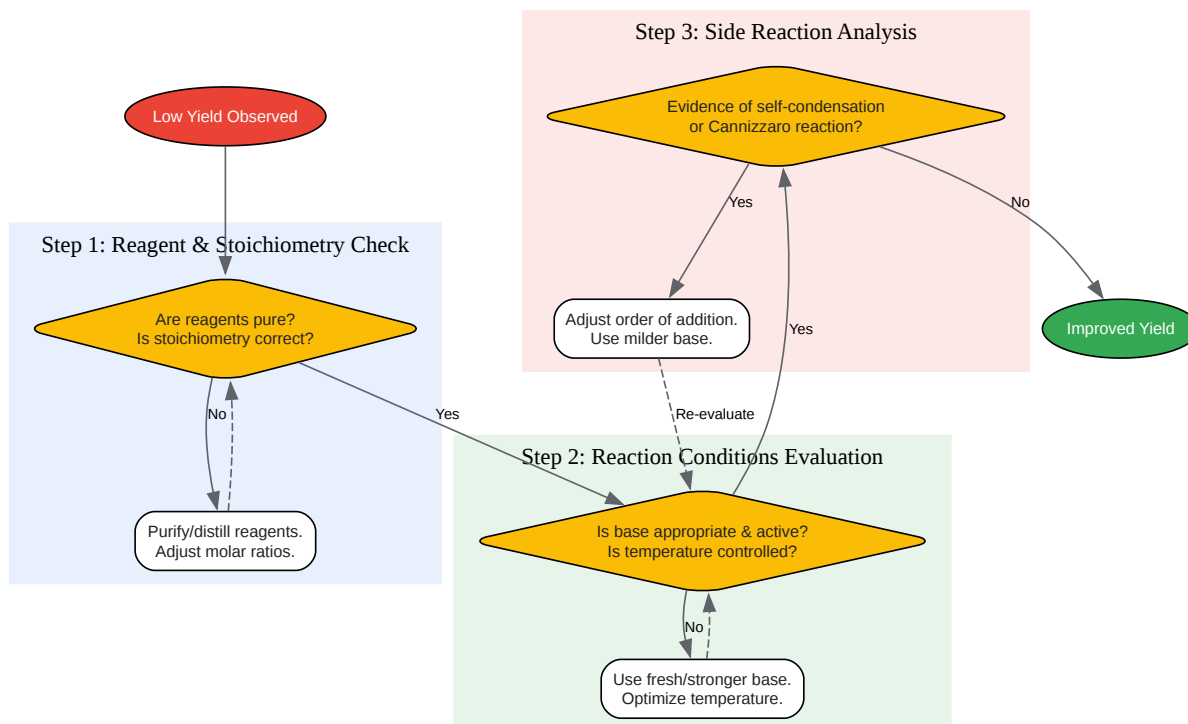 Low Yield Observed
Step 1: Reagent & Stoichiometry Check
Are reagents pure?
Is stoichiometry correct?
No
Purify/distill reagents.
Adjust molar ratios.
Yes
Step 2: Reaction Conditions Evaluation
Is base appropriate & active?
Is temperature controlled?
No
Use fresh/stronger base.
Optimize temperature.
Yes
Step 3: Side Reaction Analysis
Evidence of self-condensation
or Cannizzaro reaction?
Yes
Adjust order of addition.
Use milder base.
Re-evaluate
No
Improved Yield